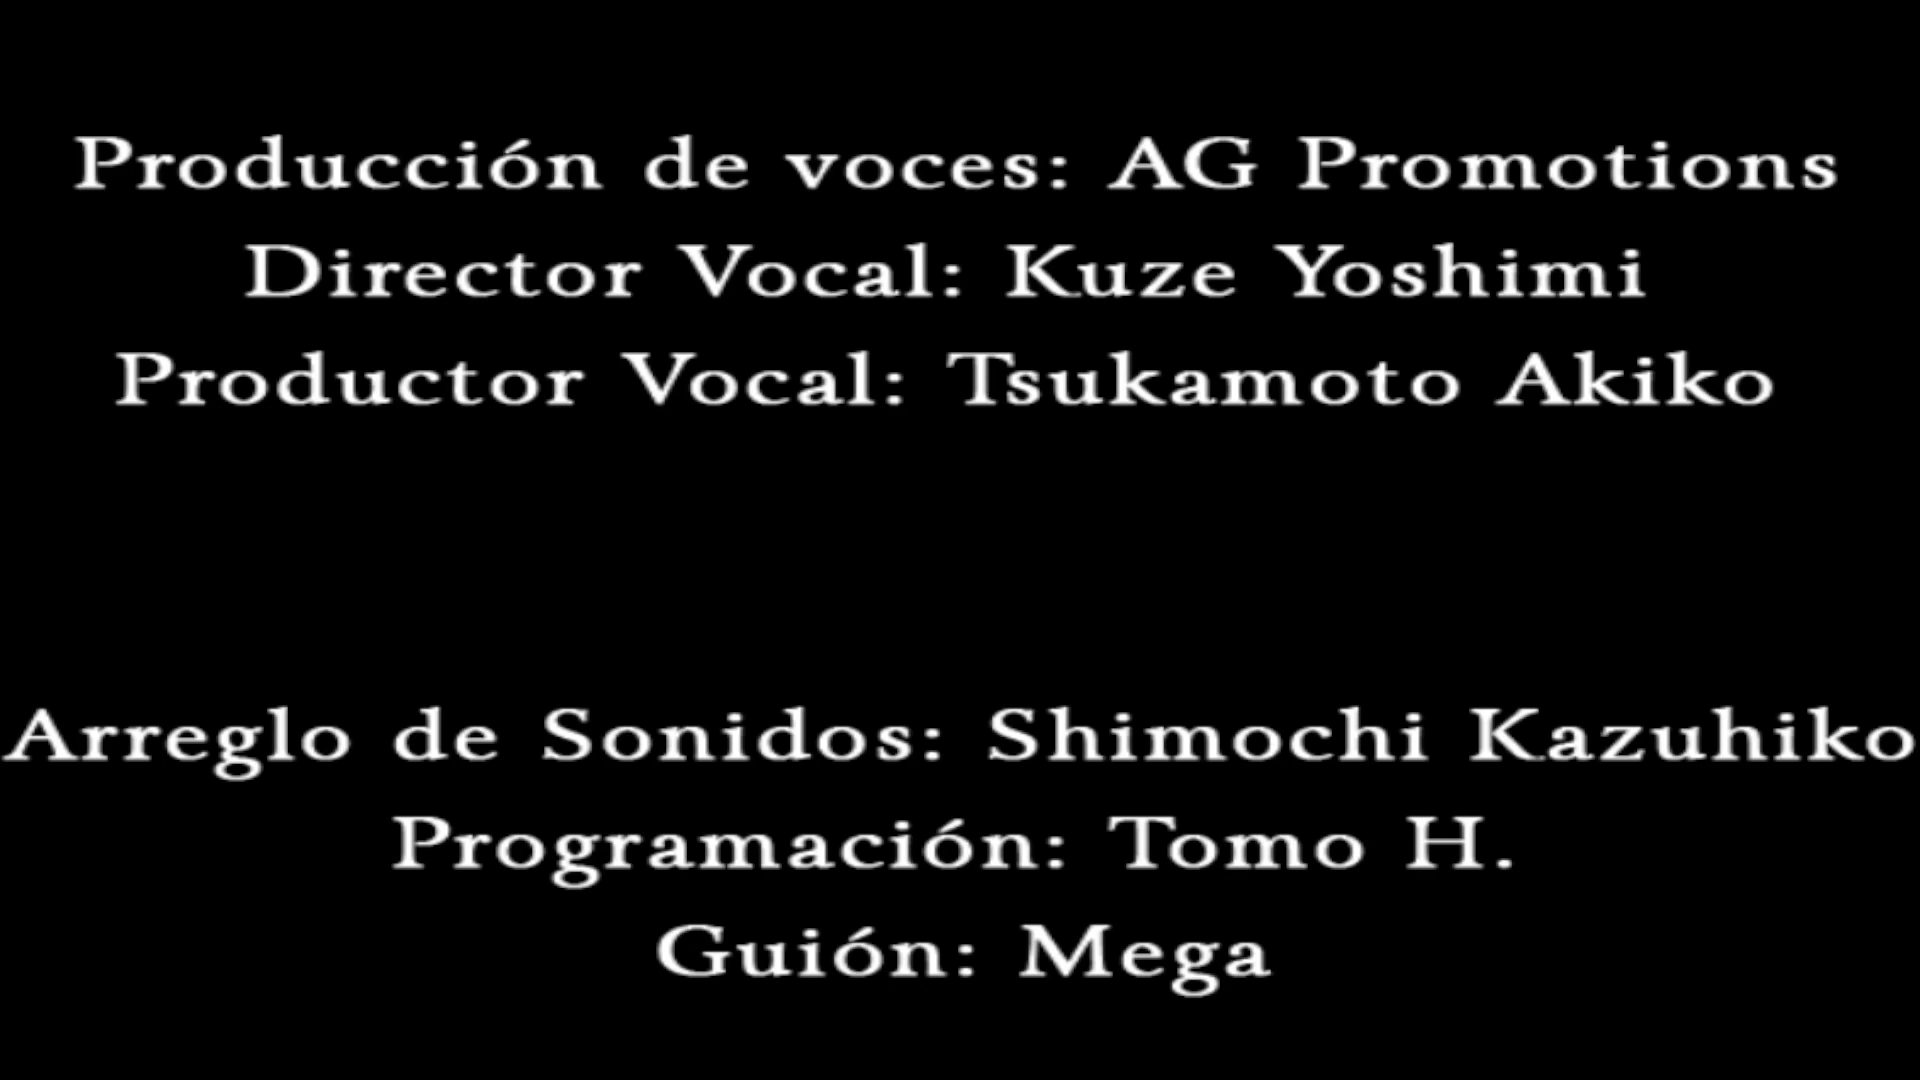 Producción de voces: AG Promotions
Director Vocal: Kuze Yoshimi
Productor Vocal: Tsukamoto Akiko
Arreglo de Sonidos: Shimochi Kazuhiko
Programación: Tomo H.
Guión: Mega